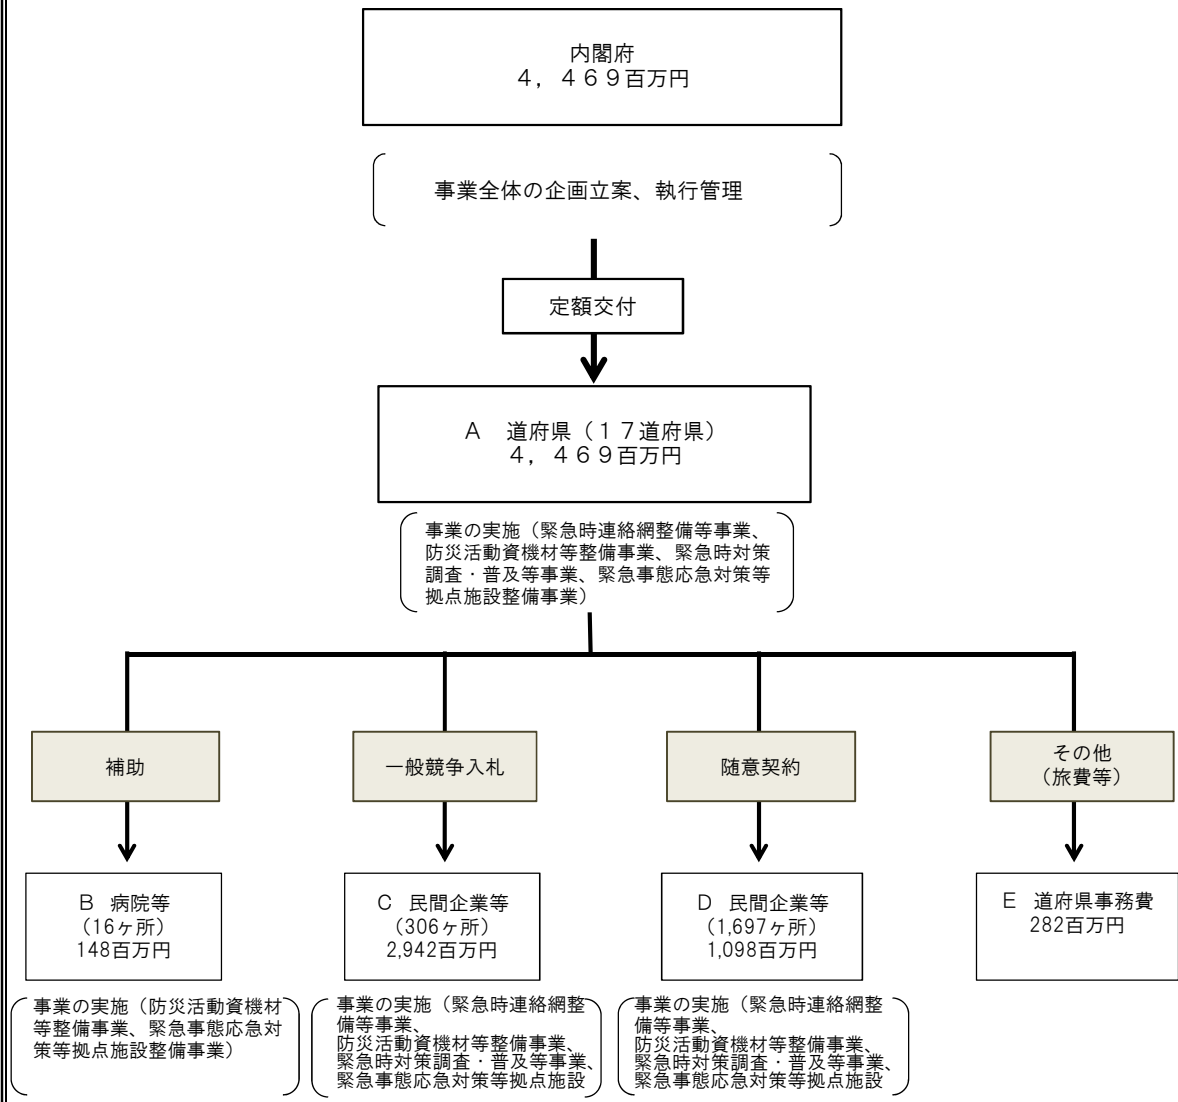 内閣府
４，４６９百万円
事業全体の企画立案、執行管理
定額交付
Ａ　道府県（１７道府県）
４，４６９百万円
事業の実施（緊急時連絡網整備等事業、
防災活動資機材等整備事業、緊急時対策
調査・普及等事業、緊急事態応急対策等
拠点施設整備事業）
補助
一般競争入札
随意契約
その他
（旅費等）
Ｂ　病院等
（16ヶ所）
148百万円
Ｃ　民間企業等
（306ヶ所）
2,942百万円
Ｄ　民間企業等
（1,697ヶ所）
1,098百万円
Ｅ　道府県事務費
282百万円
事業の実施（防災活動資機材
等整備事業、緊急事態応急対
策等拠点施設整備事業）
事業の実施（緊急時連絡網整
備等事業、
防災活動資機材等整備事業、
緊急時対策調査・普及等事業、
緊急事態応急対策等拠点施設
事業の実施（緊急時連絡網整
備等事業、
防災活動資機材等整備事業、
緊急時対策調査・普及等事業、
緊急事態応急対策等拠点施設